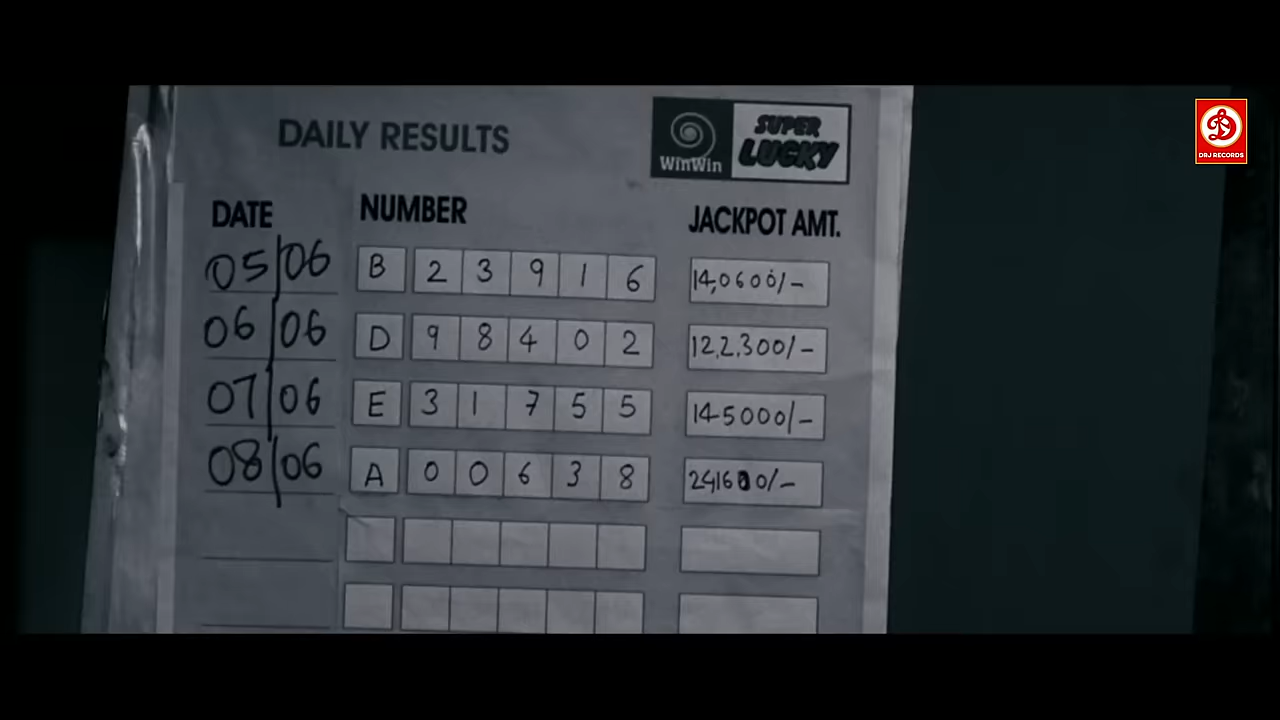 DAILY RESULTS
WinWin
SUPER
LUCKY
DRJ RECORDS
DATE NUMBER JACKPOT AMT.
05/06 B 2 3 9 1 6 14,0600/-
06/06 D 9 8 4 0 2 12,2,300/-
07/06 E 3 1 7 5 5 145000/-
08/06 A 0 0 6 3 8 241600/-